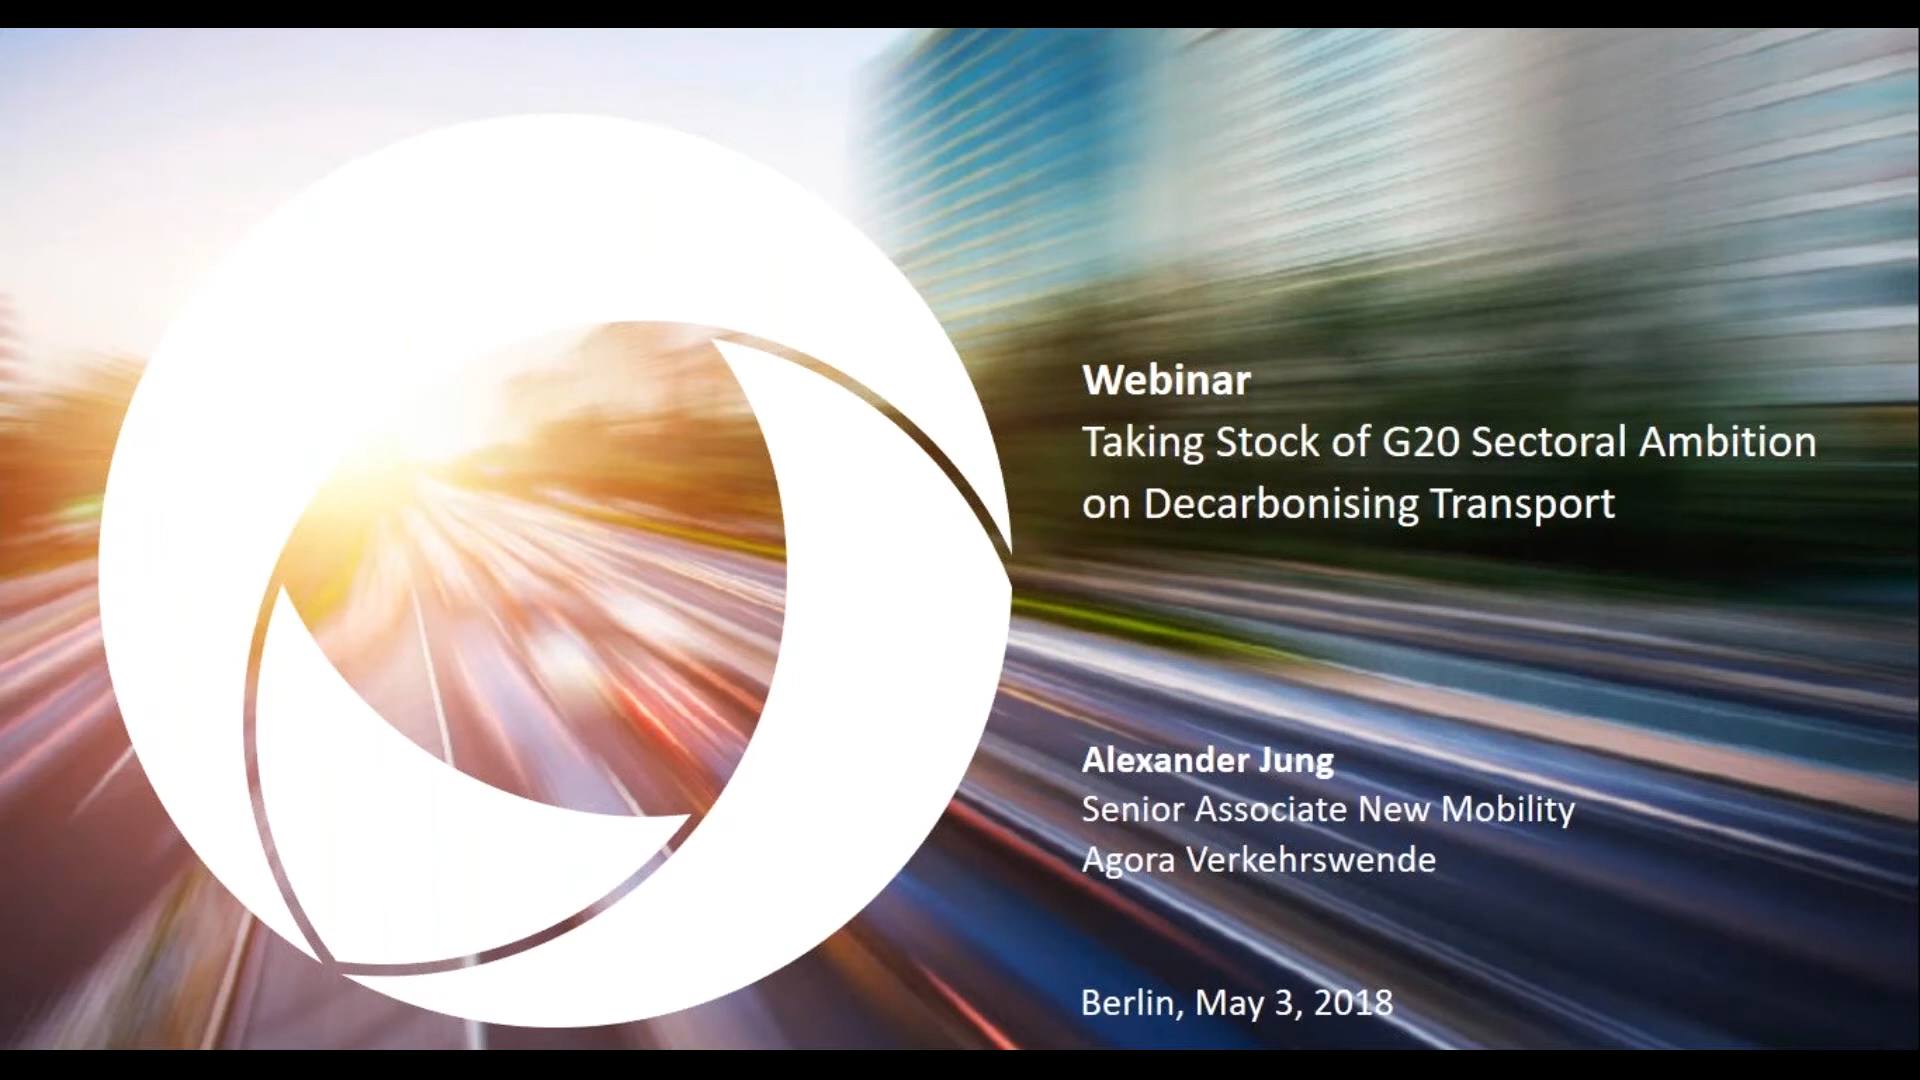 Webinar
Taking Stock of G20 Sectoral Ambition
on Decarbonising Transport
Alexander Jung
Senior Associate New Mobility
Agora Verkehrswende
Berlin, May 3, 2018